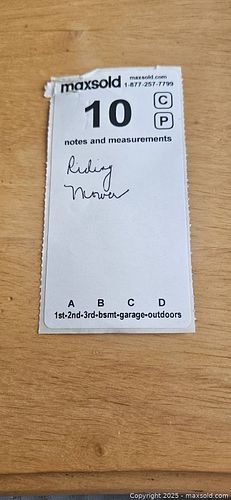 maxsold maxsold.com
1-877-257-7799
10 C
P
notes and measurements
Riding
Mower
A B C D
1st-2nd-3rd-bsmt-garage-outdoors
Copyright © 2025 - maxsold.com